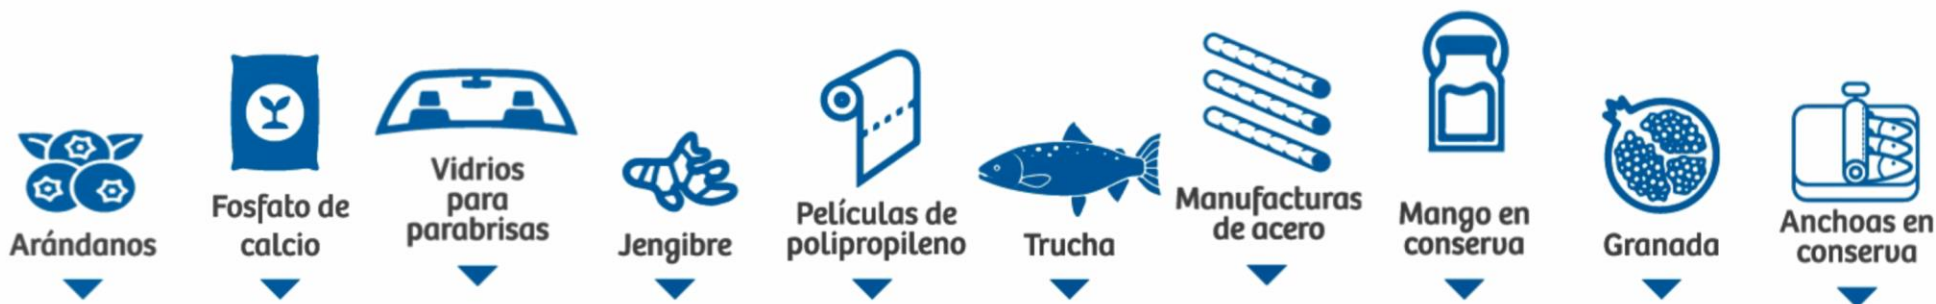 Arándanos
Fosfato de
calcio
Vidrios
para
parabrisas
Jengibre
Películas de
polipropileno
Trucha
Manufacturas
de acero
Mango en
conserva
Granada
Anchoas en
conserva